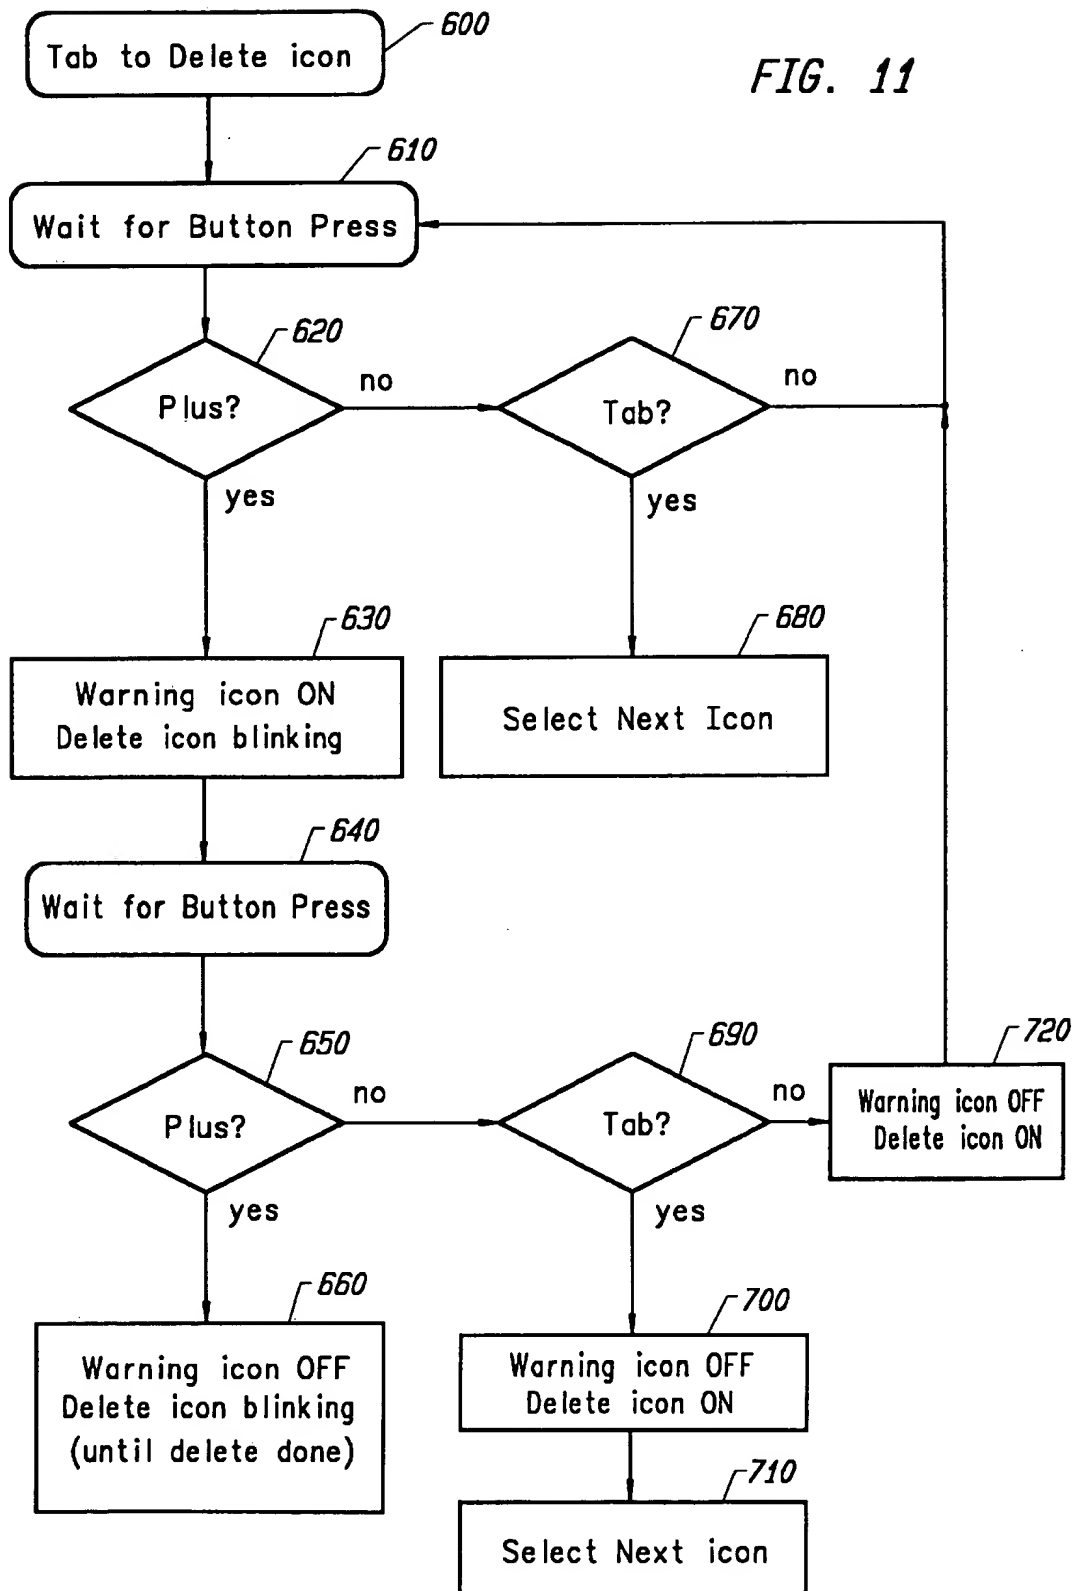 600
Tab to Delete icon
FIG. 11
610
Wait for Button Press
620
Plus?
no
670
Tab?
no
yes
yes
630
Warning icon ON
Delete icon blinking
680
Select Next Icon
640
Wait for Button Press
650
Plus?
no
690
Tab?
no
720
Warning icon OFF
Delete icon ON
yes
yes
660
Warning icon OFF
Delete icon blinking
(until delete done)
700
Warning icon OFF
Delete icon ON
710
Select Next icon